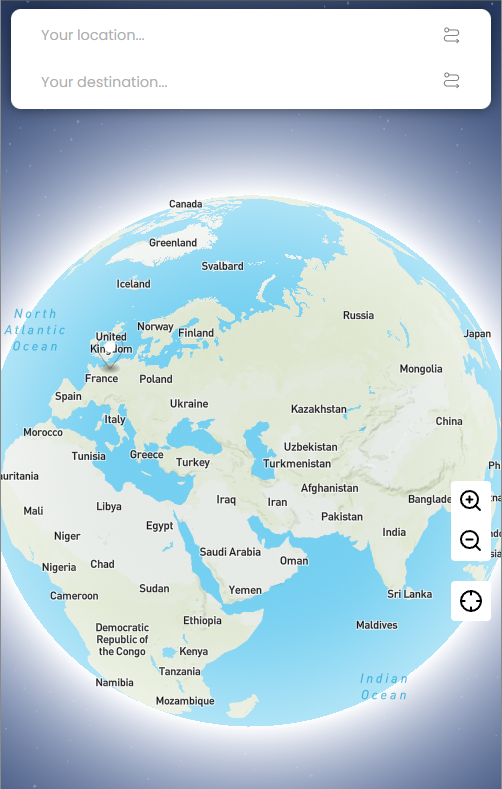 Your location...
Your destination...
Canada
Greenland
Svalbard
Iceland
North
Atlantic
Ocean
Russia
Norway
Finland
Japan
United
Kingdom
Mongolia
France
Poland
Spain
Ukraine
Kazakhstan
China
Italy
Morocco
Uzbekistan
Tunisia
Greece
Turkey
Turkmenistan
Ph
uritania
Afghanistan
Iraq
Iran
Banglade
Mali
Libya
Pakistan
Egypt
India
Niger
Saudi Arabia
Oman
Nigeria
Chad
Sudan
Yemen
Cameroon
Sri Lanka
Ethiopia
Maldives
Democratic
Republic of
the Congo
Kenya
Tanzania
Namibia
Indian
Ocean
Mozambique